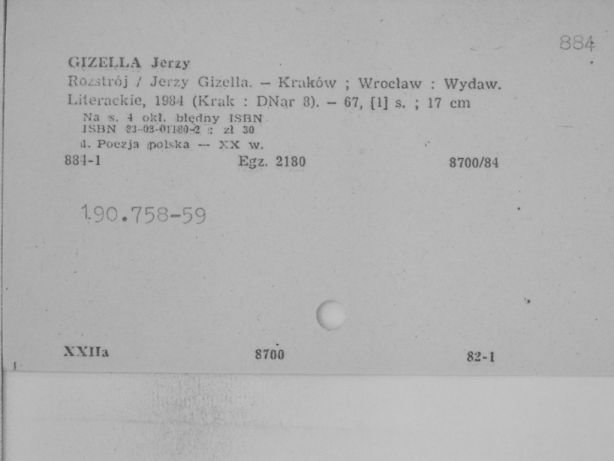 884
GIZELLA Jerzy
Rozstrój / Jerzy Gizella. — Kraków ; Wrocław : Wydaw.
Literackie, 1984 (Krak : DNar 8). — 67, [1] s. ; 17 cm
Na s. 4 okł. błędny ISBN
ISBN 83-08-01180-2 : zł 30
1. Poezja polska — XX w.
884-1 Egz. 2180 8700/84
190.758-59
XXIIa 8700 82-1